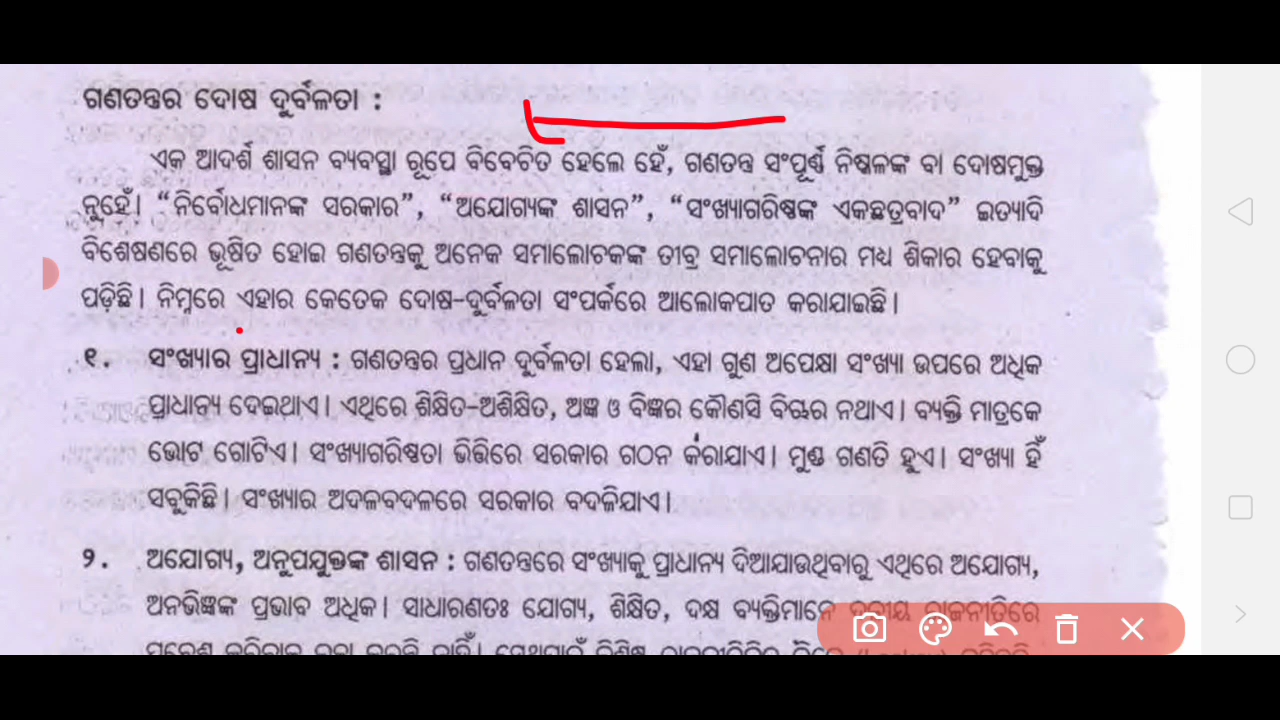 ଗଣତନ୍ତ୍ରର ଦୋଷ ଦୁର୍ବଳତା :
ଏକ ଆଦର୍ଶ ଶାସନ ବ୍ୟବସ୍ଥା ରୂପେ ବିବେଚିତ ହେଲେ ହେଁ, ଗଣତନ୍ତ୍ର ସଂପୂର୍ଣ୍ଣ ନିଷ୍କଳଙ୍କ ବା ଦୋଷମୁକ୍ତ
ନୁହେଁ। “ନିର୍ବୋଧମାନଙ୍କ ସରକାର”, “ଅଯୋଗ୍ୟଙ୍କ ଶାସନ”, “ସଂଖ୍ୟାଗରିଷ୍ଠଙ୍କ ଏକଛତ୍ରବାଦ” ଇତ୍ୟାଦି
ବିଶେଷଣରେ ଭୂଷିତ ହୋଇ ଗଣତନ୍ତ୍ରକୁ ଅନେକ ସମାଲୋଚକଙ୍କ ତୀବ୍ର ସମାଲୋଚନାର ମଧ୍ୟ ଶିକାର ହେବାକୁ
ପଡ଼ିଛି। ନିମ୍ନରେ ଏହାର କେତେକ ଦୋଷ-ଦୁର୍ବଳତା ସଂପର୍କରେ ଆଲୋକପାତ କରାଯାଇଛି।
୧. ସଂଖ୍ୟାର ପ୍ରାଧାନ୍ୟ : ଗଣତନ୍ତ୍ରର ପ୍ରଧାନ ଦୁର୍ବଳତା ହେଲା, ଏହା ଗୁଣ ଅପେକ୍ଷା ସଂଖ୍ୟା ଉପରେ ଅଧିକ
ପ୍ରାଧାନ୍ୟ ଦେଇଥାଏ। ଏଥିରେ ଶିକ୍ଷିତ-ଅଶିକ୍ଷିତ, ଅଜ୍ଞ ଓ ବିଜ୍ଞର କୌଣସି ବିଚାର ନଥାଏ। ବ୍ୟକ୍ତି ମାତ୍ରକେ
ଭୋଟ ଗୋଟିଏ। ସଂଖ୍ୟାଗରିଷ୍ଠତା ଭିତ୍ତିରେ ସରକାର ଗଠନ କରାଯାଏ। ମୁଣ୍ଡ ଗଣତି ହୁଏ। ସଂଖ୍ୟା ହିଁ
ସବୁକିଛି। ସଂଖ୍ୟାର ଅଦଳବଦଳରେ ସରକାର ବଦଳିଯାଏ।
୨. ଅଯୋଗ୍ୟ, ଅନୁପଯୁକ୍ତଙ୍କ ଶାସନ : ଗଣତନ୍ତ୍ରରେ ସଂଖ୍ୟାକୁ ପ୍ରାଧାନ୍ୟ ଦିଆଯାଉଥିବାରୁ ଏଥିରେ ଅଯୋଗ୍ୟ,
ଅନଭିଜ୍ଞଙ୍କ ପ୍ରଭାବ ଅଧିକ। ସାଧାରଣତଃ ଯୋଗ୍ୟ, ଶିକ୍ଷିତ, ଦକ୍ଷ ବ୍ୟକ୍ତିମାନେ